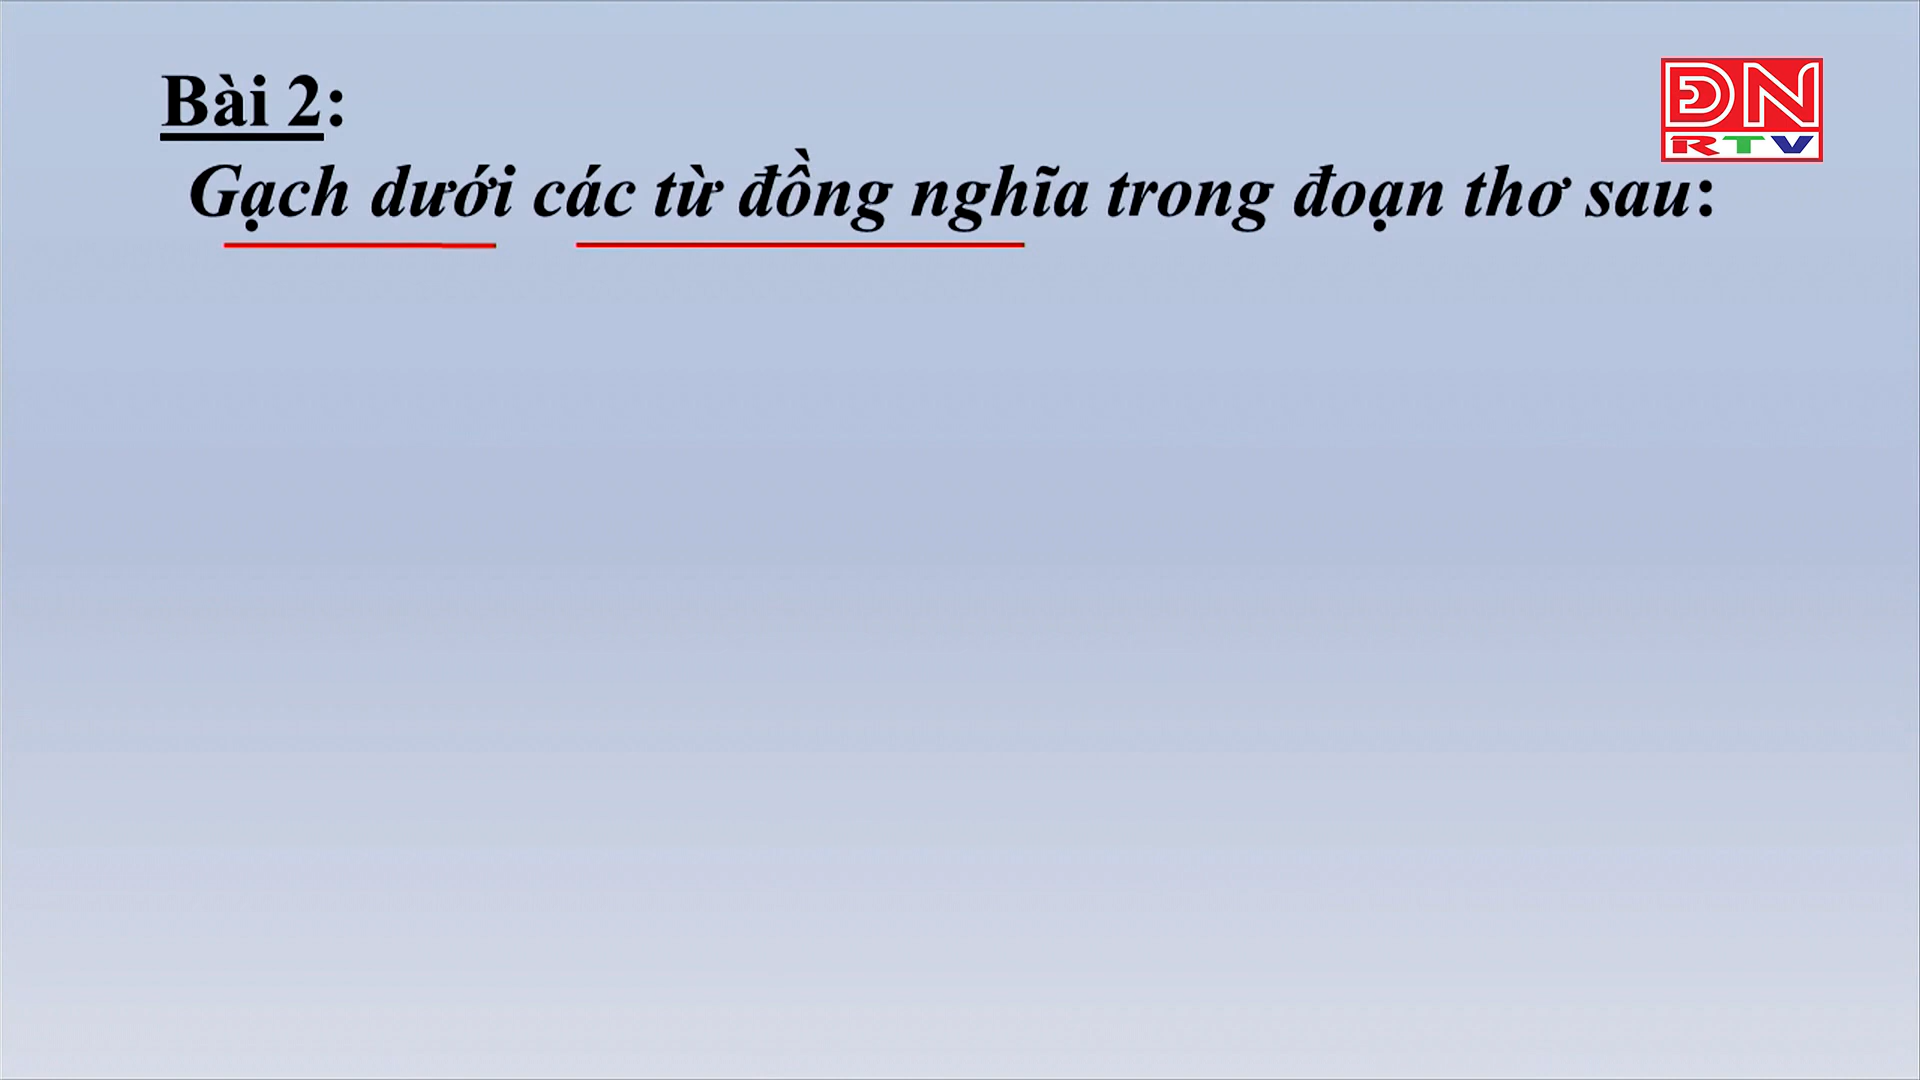 Bài 2:
Gạch dưới các từ đồng nghĩa trong đoạn thơ sau:
ĐN
RTV